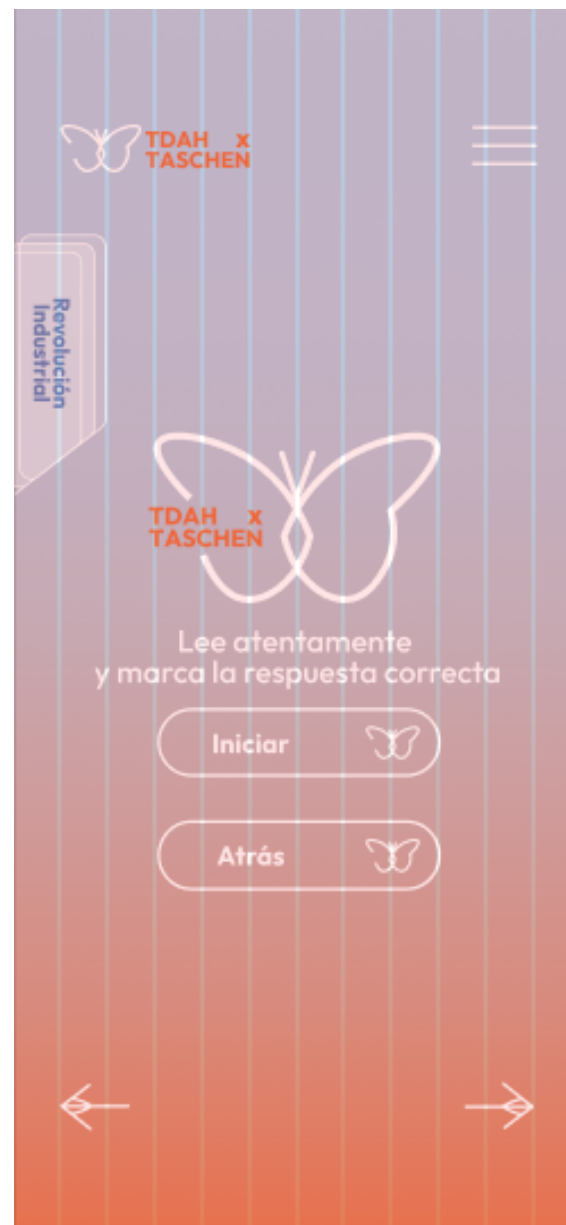 TDAH x
TASCHEN
Revolución
Industrial
TDAH x
TASCHEN
Lee atentamente
y marca la respuesta correcta
Iniciar
Atrás